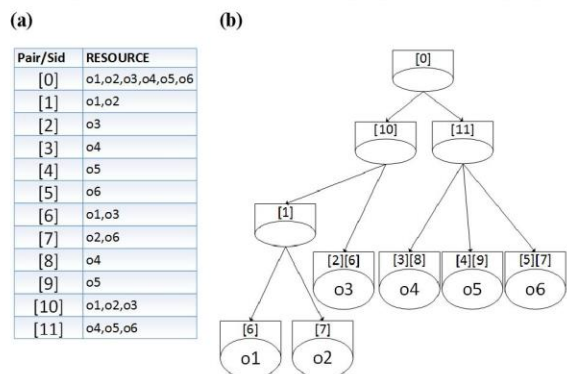 (a)
Pair/Sid RESOURCE
[0] o1,o2,o3,o4,o5,o6
[1] o1,o2
[2] o3
[3] o4
[4] o5
[5] o6
[6] o1,o3
[7] o2,o6
[8] o4
[9] o5
[10] o1,o2,o3
[11] o4,o5,o6
(b)
[0]
[10] [11]
[1]
[2][6] [3][8] [4][9] [5][7]
o3 o4 o5 o6
[6] [7]
o1 o2